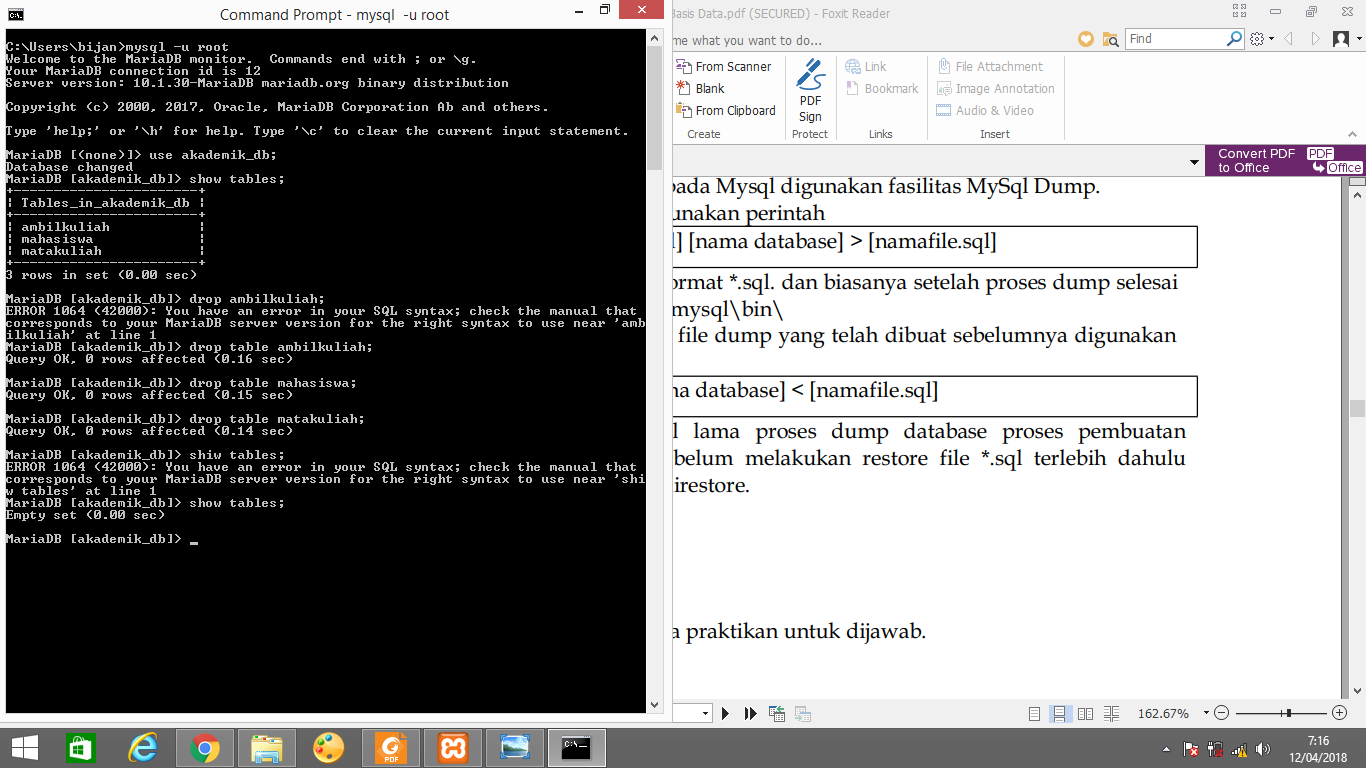 Command Prompt - mysql  -u root
C:\Users\bijan>mysql -u root
Welcome to the MariaDB monitor.  Commands end with ; or \g.
Your MariaDB connection id is 12
Server version: 10.1.30-MariaDB mariadb.org binary distribution
Copyright (c) 2000, 2017, Oracle, MariaDB Corporation Ab and others.
Type 'help;' or '\h' for help. Type '\c' to clear the current input statement.
MariaDB [(none)]> use akademik_db;
Database changed
MariaDB [akademik_db]> show tables;
+------------------------+
¦ Tables_in_akademik_db ¦
+------------------------+
¦ ambilkuliah ¦
¦ mahasiswa ¦
¦ matakuliah ¦
+------------------------+
3 rows in set (0.00 sec)
MariaDB [akademik_db]> drop ambilkuliah;
ERROR 1064 (42000): You have an error in your SQL syntax; check the manual that
corresponds to your MariaDB server version for the right syntax to use near 'amb
ilkuliah' at line 1
MariaDB [akademik_db]> drop table ambilkuliah;
Query OK, 0 rows affected (0.16 sec)
MariaDB [akademik_db]> drop table mahasiswa;
Query OK, 0 rows affected (0.15 sec)
MariaDB [akademik_db]> drop table matakuliah;
Query OK, 0 rows affected (0.14 sec)
MariaDB [akademik_db]> shiw tables;
ERROR 1064 (42000): You have an error in your SQL syntax; check the manual that
corresponds to your MariaDB server version for the right syntax to use near 'shi
w tables' at line 1
MariaDB [akademik_db]> show tables;
Empty set (0.00 sec)
MariaDB [akademik_db]> _
Basis Data.pdf (SECURED) - Foxit Reader
me what you want to do...
Find
From Scanner
Blank
From Clipboard
Create
PDF
Sign
Protect
Link
Bookmark
Links
File Attachment
Image Annotation
Audio & Video
Insert
Convert PDF
to Office
PDF
Office
pada Mysql digunakan fasilitas MySql Dump.
unakan perintah
l] [nama database] > [namafile.sql]
ormat *.sql. dan biasanya setelah proses dump selesai
mysql\bin\
file dump yang telah dibuat sebelumnya digunakan
ma database] < [namafile.sql]
l lama proses dump database proses pembuatan
belum melakukan restore file *.sql terlebih dahulu
irestore.
a praktikan untuk dijawab.
162.67%
PDF
C:\
7:16
12/04/2018